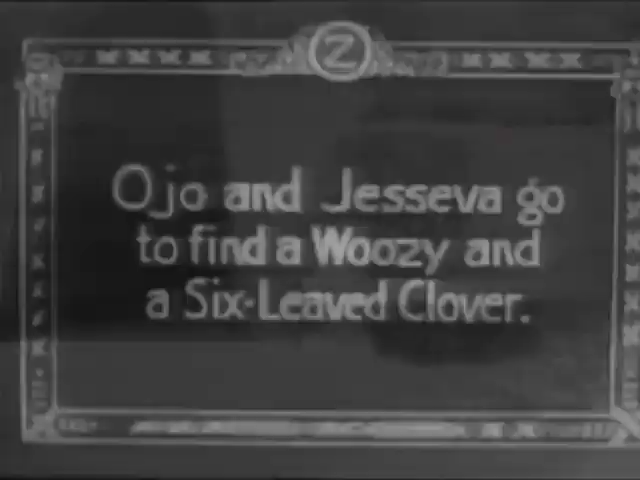 Z
Ojo and Jesseva go
to find a Woozy and
a Six-Leaved Clover.